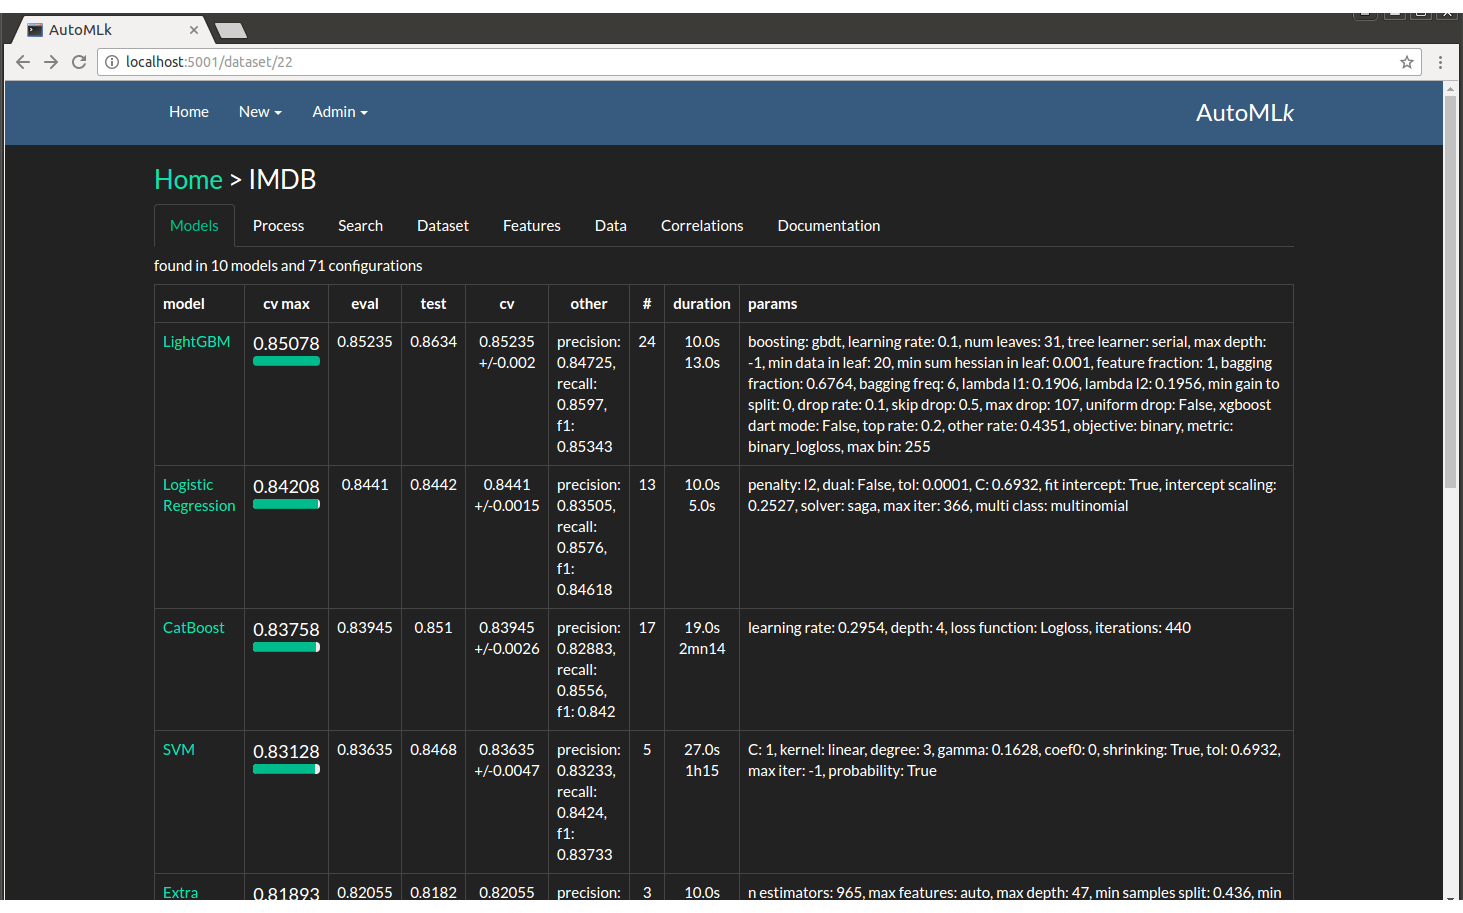 AutoMLk
localhost:5001/dataset/22
Home New Admin AutoMLk
Home > IMDB
Models Process Search Dataset Features Data Correlations Documentation
found in 10 models and 71 configurations
model cv max eval test cv other # duration params
LightGBM 0.85078 0.85235 0.8634 0.85235 precision: 24 10.0s boosting: gbdt, learning rate: 0.1, num leaves: 31, tree learner: serial, max depth:
+/-0.002 0.84725, 13.0s -1, min data in leaf: 20, min sum hessian in leaf: 0.001, feature fraction: 1, bagging
recall: fraction: 0.6764, bagging freq: 6, lambda l1: 0.1906, lambda l2: 0.1956, min gain to
0.8597, split: 0, drop rate: 0.1, skip drop: 0.5, max drop: 107, uniform drop: False, xgboost
f1: dart mode: False, top rate: 0.2, other rate: 0.4351, objective: binary, metric:
0.85343 binary_logloss, max bin: 255
Logistic 0.84208 0.8441 0.8442 0.8441 precision: 13 10.0s penalty: l2, dual: False, tol: 0.0001, C: 0.6932, fit intercept: True, intercept scaling:
Regression +/-0.0015 0.83505, 5.0s 0.2527, solver: saga, max iter: 366, multi class: multinomial
recall:
0.8576,
f1:
0.84618
CatBoost 0.83758 0.83945 0.851 0.83945 precision: 17 19.0s learning rate: 0.2954, depth: 4, loss function: Logloss, iterations: 440
+/-0.0026 0.82883, 2mn14
recall:
0.8556,
f1: 0.842
SVM 0.83128 0.83635 0.8468 0.83635 precision: 5 27.0s C: 1, kernel: linear, degree: 3, gamma: 0.1628, coef0: 0, shrinking: True, tol: 0.6932,
+/-0.0047 0.83233, 1h15 max iter: -1, probability: True
recall:
0.8424,
f1:
0.83733
Extra 0.81893 0.82055 0.8182 0.82055 precision: 3 10.0s n estimators: 965, max features: auto, max depth: 47, min samples split: 0.436, min